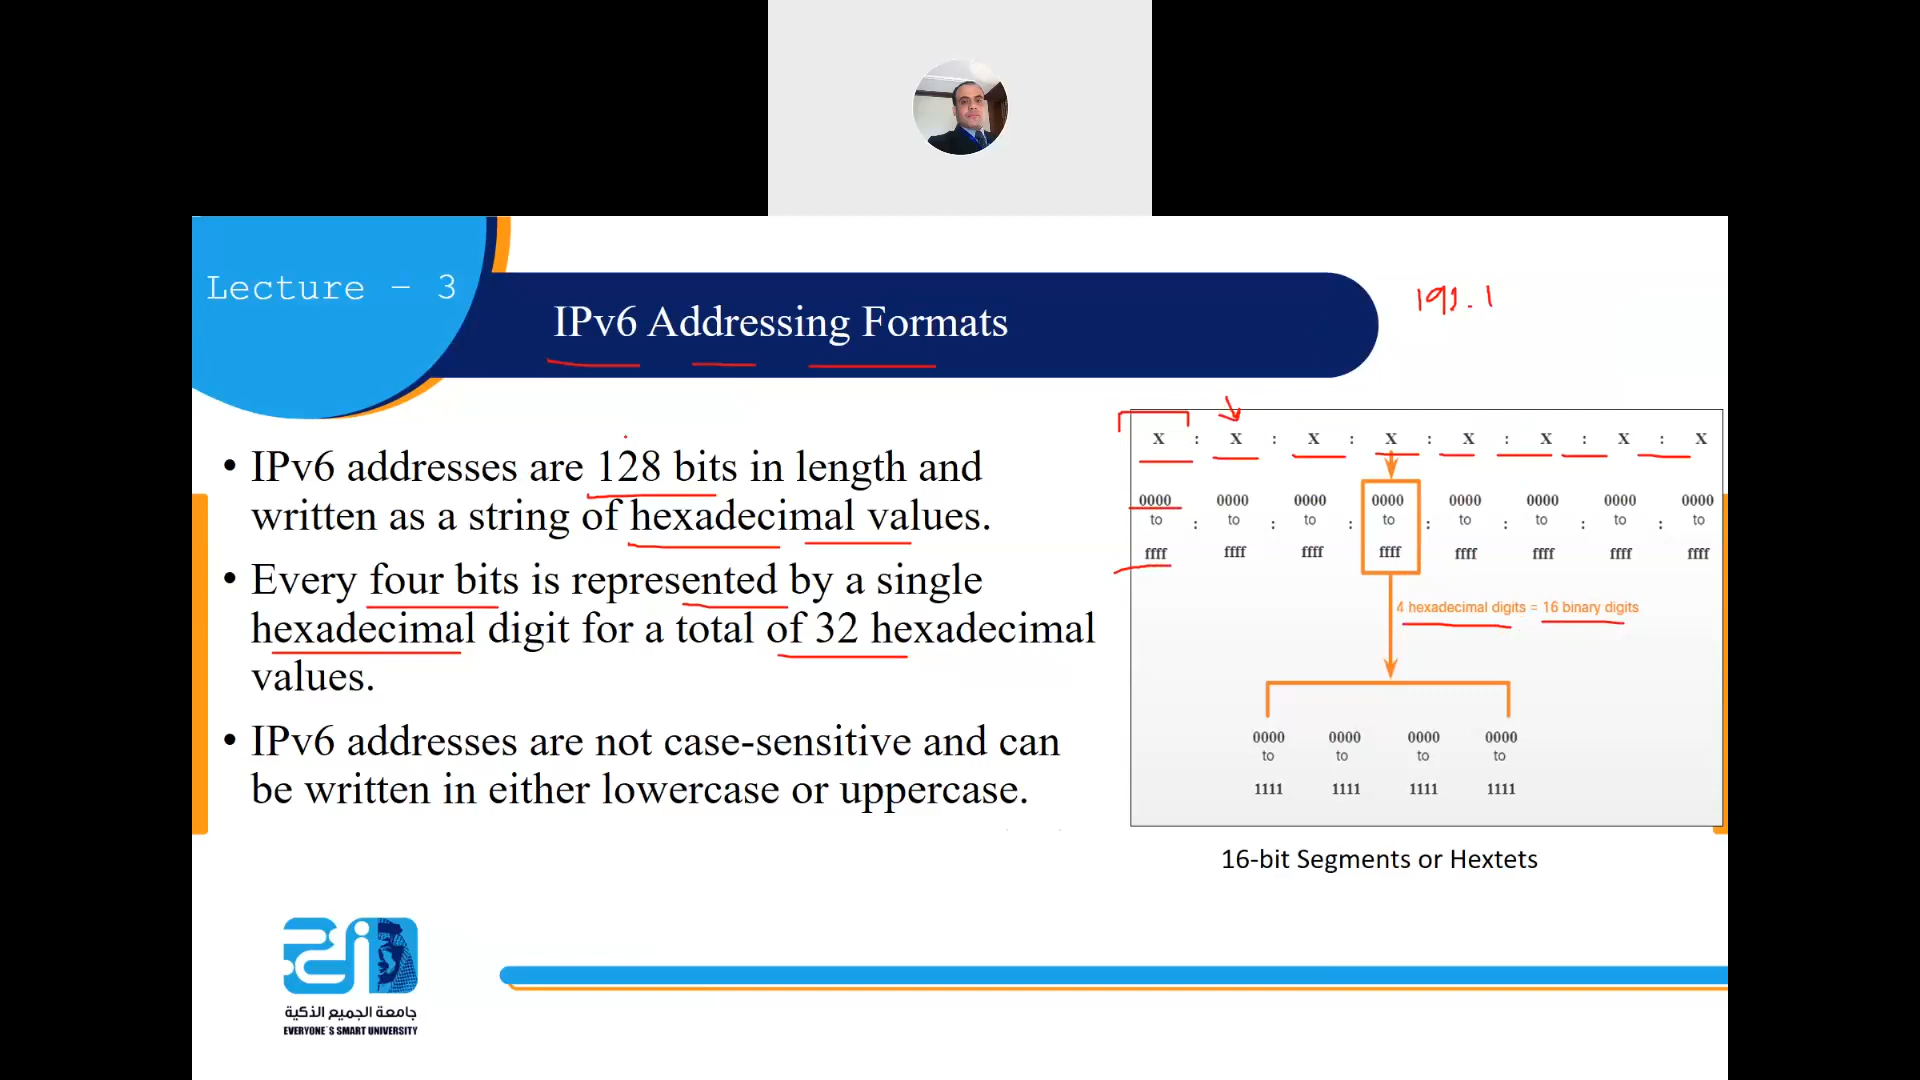 Lecture - 3
IPv6 Addressing Formats
191.1
• IPv6 addresses are 128 bits in length and
written as a string of hexadecimal values.
• Every four bits is represented by a single
hexadecimal digit for a total of 32 hexadecimal
values.
• IPv6 addresses are not case-sensitive and can
be written in either lowercase or uppercase.
X : X : X : X : X : X : X : X
0000 0000 0000 0000 0000 0000 0000 0000
to : to : to : to : to : to : to : to
ffff ffff ffff ffff ffff ffff ffff ffff
4 hexadecimal digits = 16 binary digits
0000 0000 0000 0000
to to to to
1111 1111 1111 1111
16-bit Segments or Hextets
جامعة الجميع الذكية
EVERYONE`S SMART UNIVERSITY